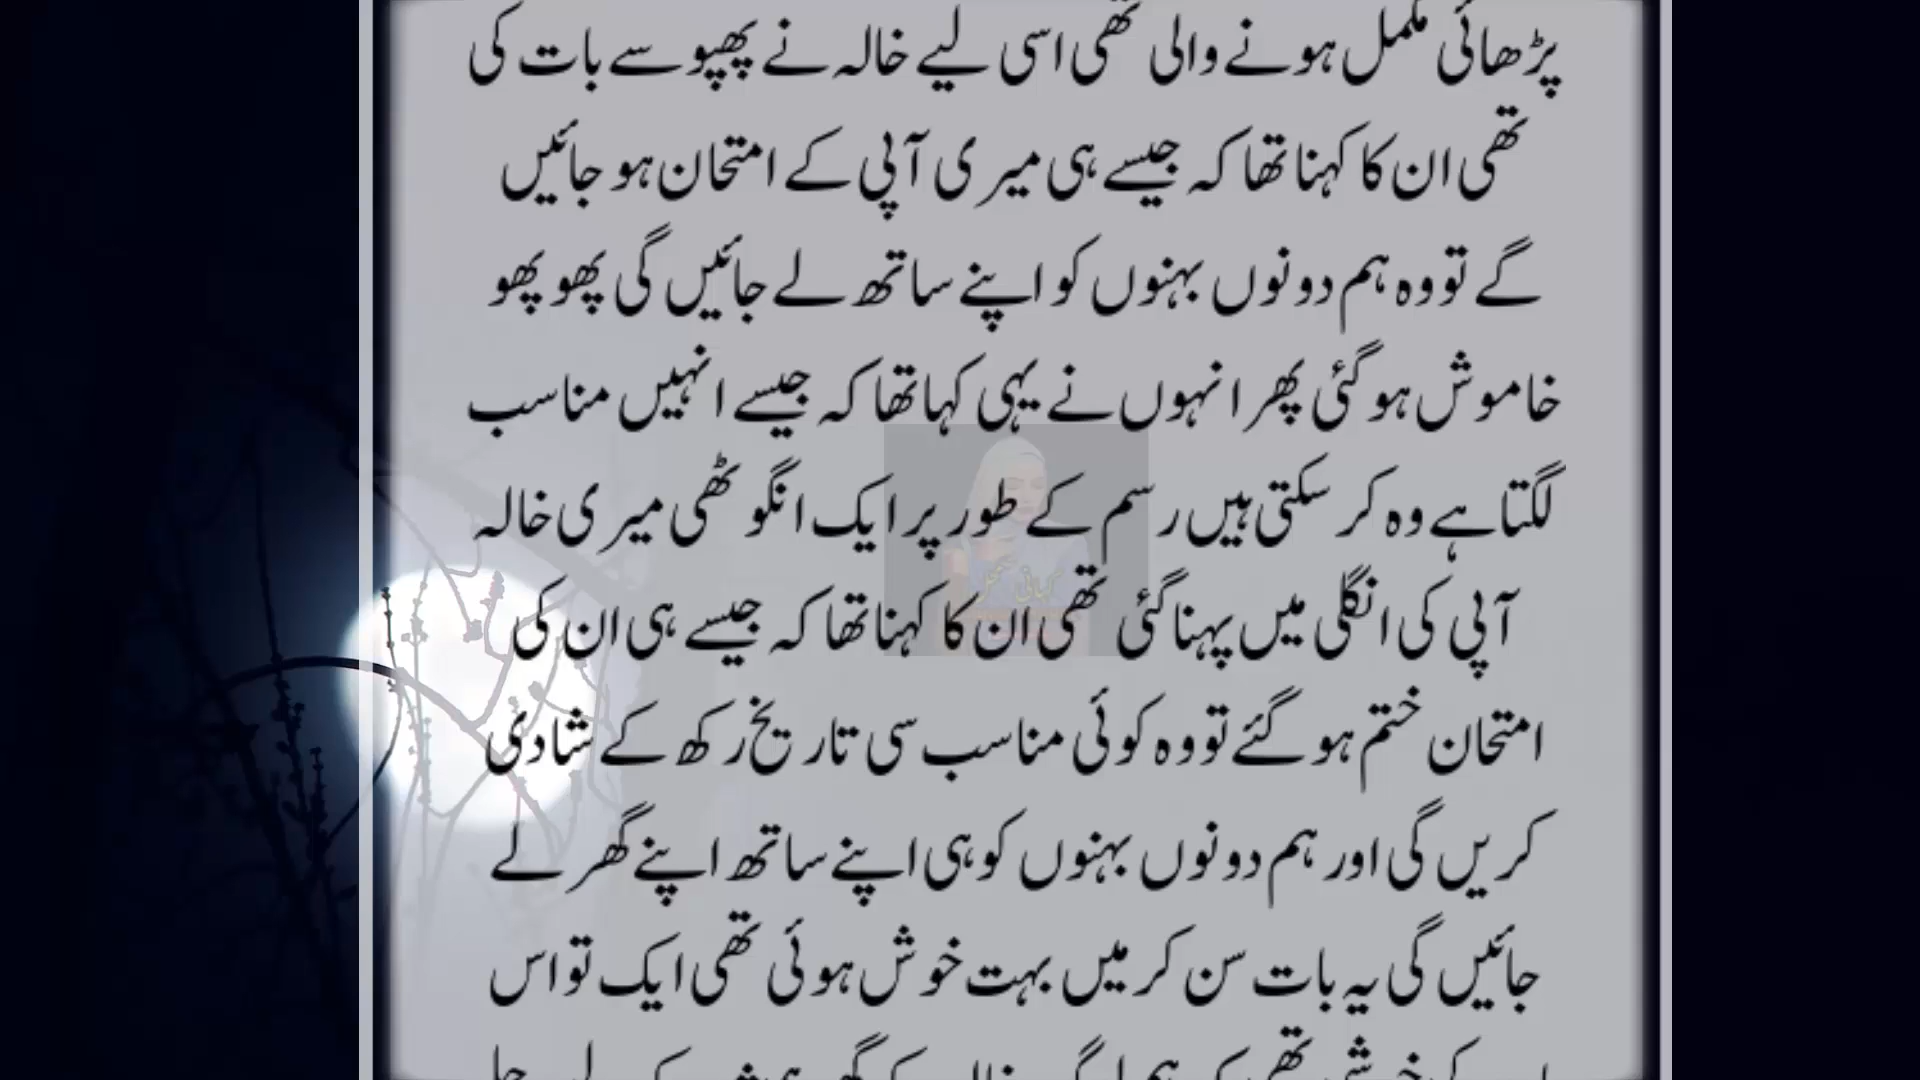 پڑھائی مکمل ہونے والی تھی اسی لیے خالہ نے پھپو سے بات کی
تھی ان کا کہنا تھا کہ جیسے ہی میری آپی کے امتحان ہو جائیں
گے تو وہ ہم دونوں بہنوں کو اپنے ساتھ لے جائیں گی پھو پھو
خاموش ہو گئی پھر انہوں نے یہی کہا تھا کہ جیسے انہیں مناسب
لگتا ہے وہ کر سکتی ہیں رسم کے طور پر ایک انگوٹھی میری خالہ
آپی کی انگلی میں پہنا گئی تھی ان کا کہنا تھا کہ جیسے ہی ان کی
امتحان ختم ہو گئے تو وہ کوئی مناسب سی تاریخ رکھ کے شادی
کریں گی اور ہم دونوں بہنوں کو ہی اپنے ساتھ اپنے گھر لے
جائیں گی یہ بات سن کر میں بہت خوش ہوئی تھی ایک تو اس